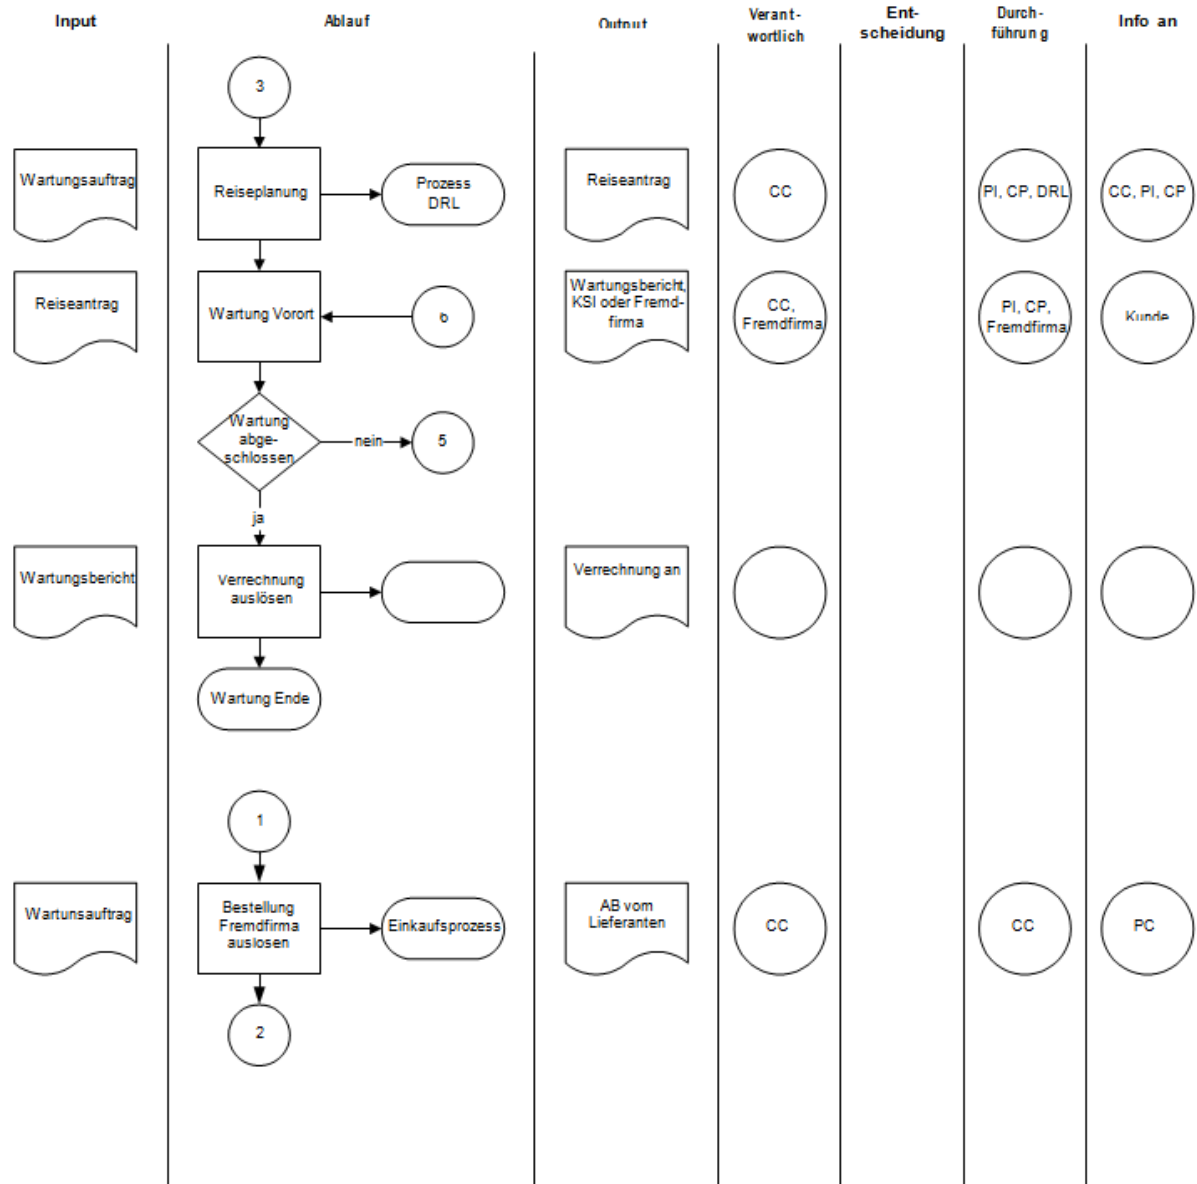 Input
Ablauf
Output
Verant-
wortlich
Ent-
scheidung
Durch-
führung
Info an
3
Wartungsauftrag
Reiseplanung
Prozess
DRL
Reiseantrag
CC
PI, CP, DRL
CC, PI, CP
Reiseantrag
Wartung Vorort
6
Wartungsbericht,
KSI oder Fremd-
firma
CC,
Fremdfirma
PI, CP,
Fremdfirma
Kunde
Wartung
abge-
schlossen
nein
5
ja
Wartungsbericht
Verrechnung
auslösen
Verrechnung an
Wartung Ende
1
Wartunsauftrag
Bestellung
Fremdfirma
auslosen
Einkaufsprozess
AB vom
Lieferanten
CC
CC
PC
2